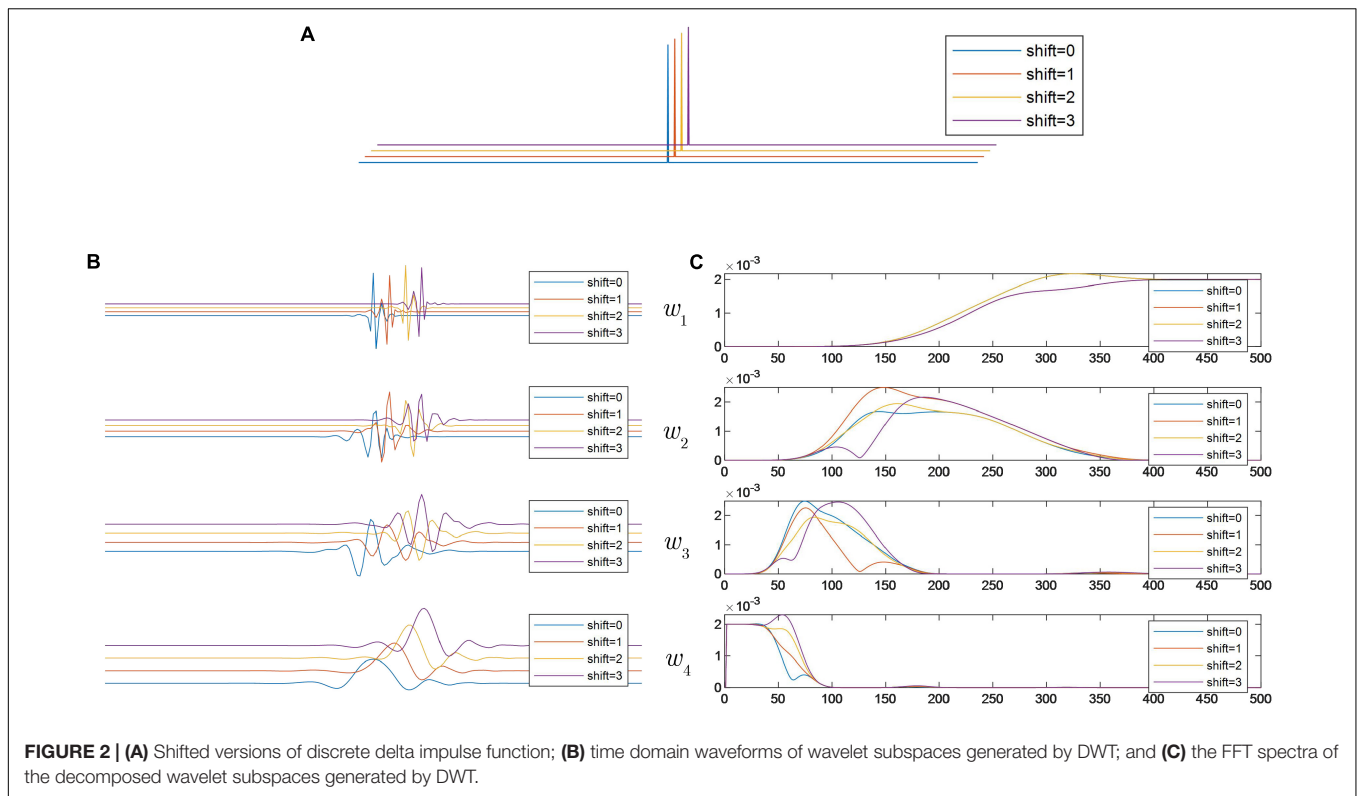 A
shift=0
shift=1
shift=2
shift=3
B
shift=0
shift=1
shift=2
shift=3
w1
shift=0
shift=1
shift=2
shift=3
w2
shift=0
shift=1
shift=2
shift=3
w3
shift=0
shift=1
shift=2
shift=3
w4
C
×10⁻³
2
1
0
shift=0
shift=1
shift=2
shift=3
0 50 100 150 200 250 300 350 400 450 500
×10⁻³
2
1
0
shift=0
shift=1
shift=2
shift=3
0 50 100 150 200 250 300 350 400 450 500
×10⁻³
2
1
0
shift=0
shift=1
shift=2
shift=3
0 50 100 150 200 250 300 350 400 450 500
×10⁻³
2
1
0
shift=0
shift=1
shift=2
shift=3
0 50 100 150 200 250 300 350 400 450 500
FIGURE 2 | (A) Shifted versions of discrete delta impulse function; (B) time domain waveforms of wavelet subspaces generated by DWT; and (C) the FFT spectra of
the decomposed wavelet subspaces generated by DWT.